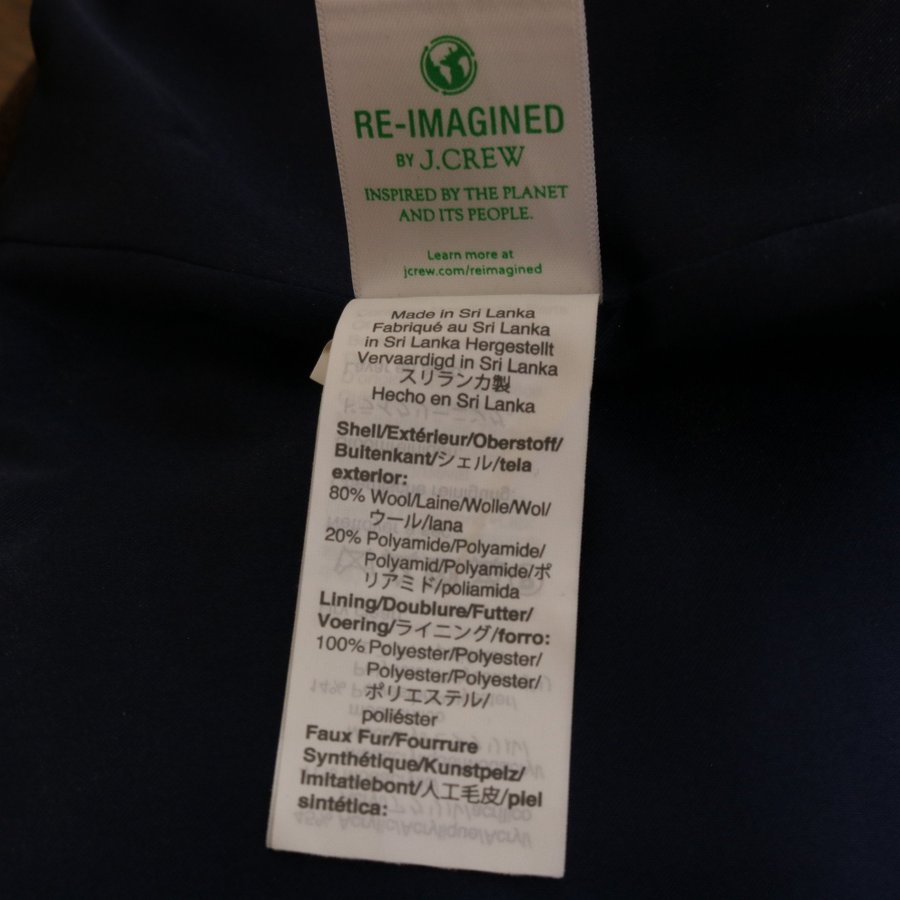 RE-IMAGINED
BY J.CREW
INSPIRED BY THE PLANET
AND ITS PEOPLE.
Learn more at
jcrew.com/reimagined
Made in Sri Lanka
Fabriqué au Sri Lanka
in Sri Lanka Hergestellt
Vervaardigd in Sri Lanka
スリランカ製
Hecho en Sri Lanka
Shell/Extérieur/Oberstoff/
Buitenkant/シェル/tela
exterior:
80% Wool/Laine/Wolle/Wol/
ウール/lana
20% Polyamide/Polyamide/
Polyamid/Polyamide/ポ
リアミド/poliamida
Lining/Doublure/Futter/
Voering/ライニング/forro:
100% Polyester/Polyester/
Polyester/Polyester/
ポリエステル/
poliéster
Faux Fur/Fourrure
Synthétique/Kunstpelz/
Imitatiebont/人工毛皮/piel
sintética: